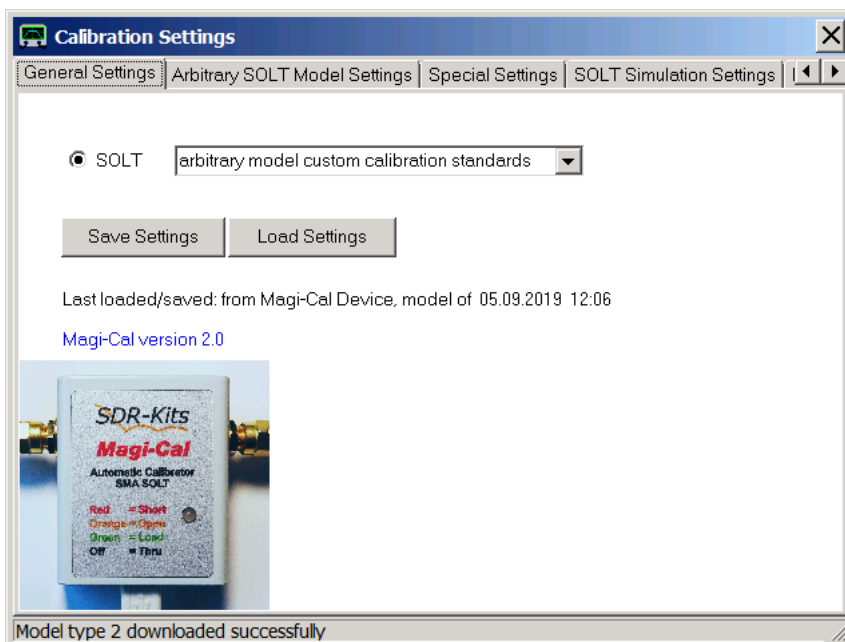 Calibration Settings
General Settings Arbitrary SOLT Model Settings Special Settings SOLT Simulation Settings
SOLT arbitrary model custom calibration standards
Save Settings Load Settings
Last loaded/saved: from Magi-Cal Device, model of 05.09.2019 12:06
Magi-Cal version 2.0
SDR-Kits
Magi-Cal
Automatic Calibrator
SMA SOLT
Red = Short
Orange = Open
Green = Load
Off = Thru
Model type 2 downloaded successfully